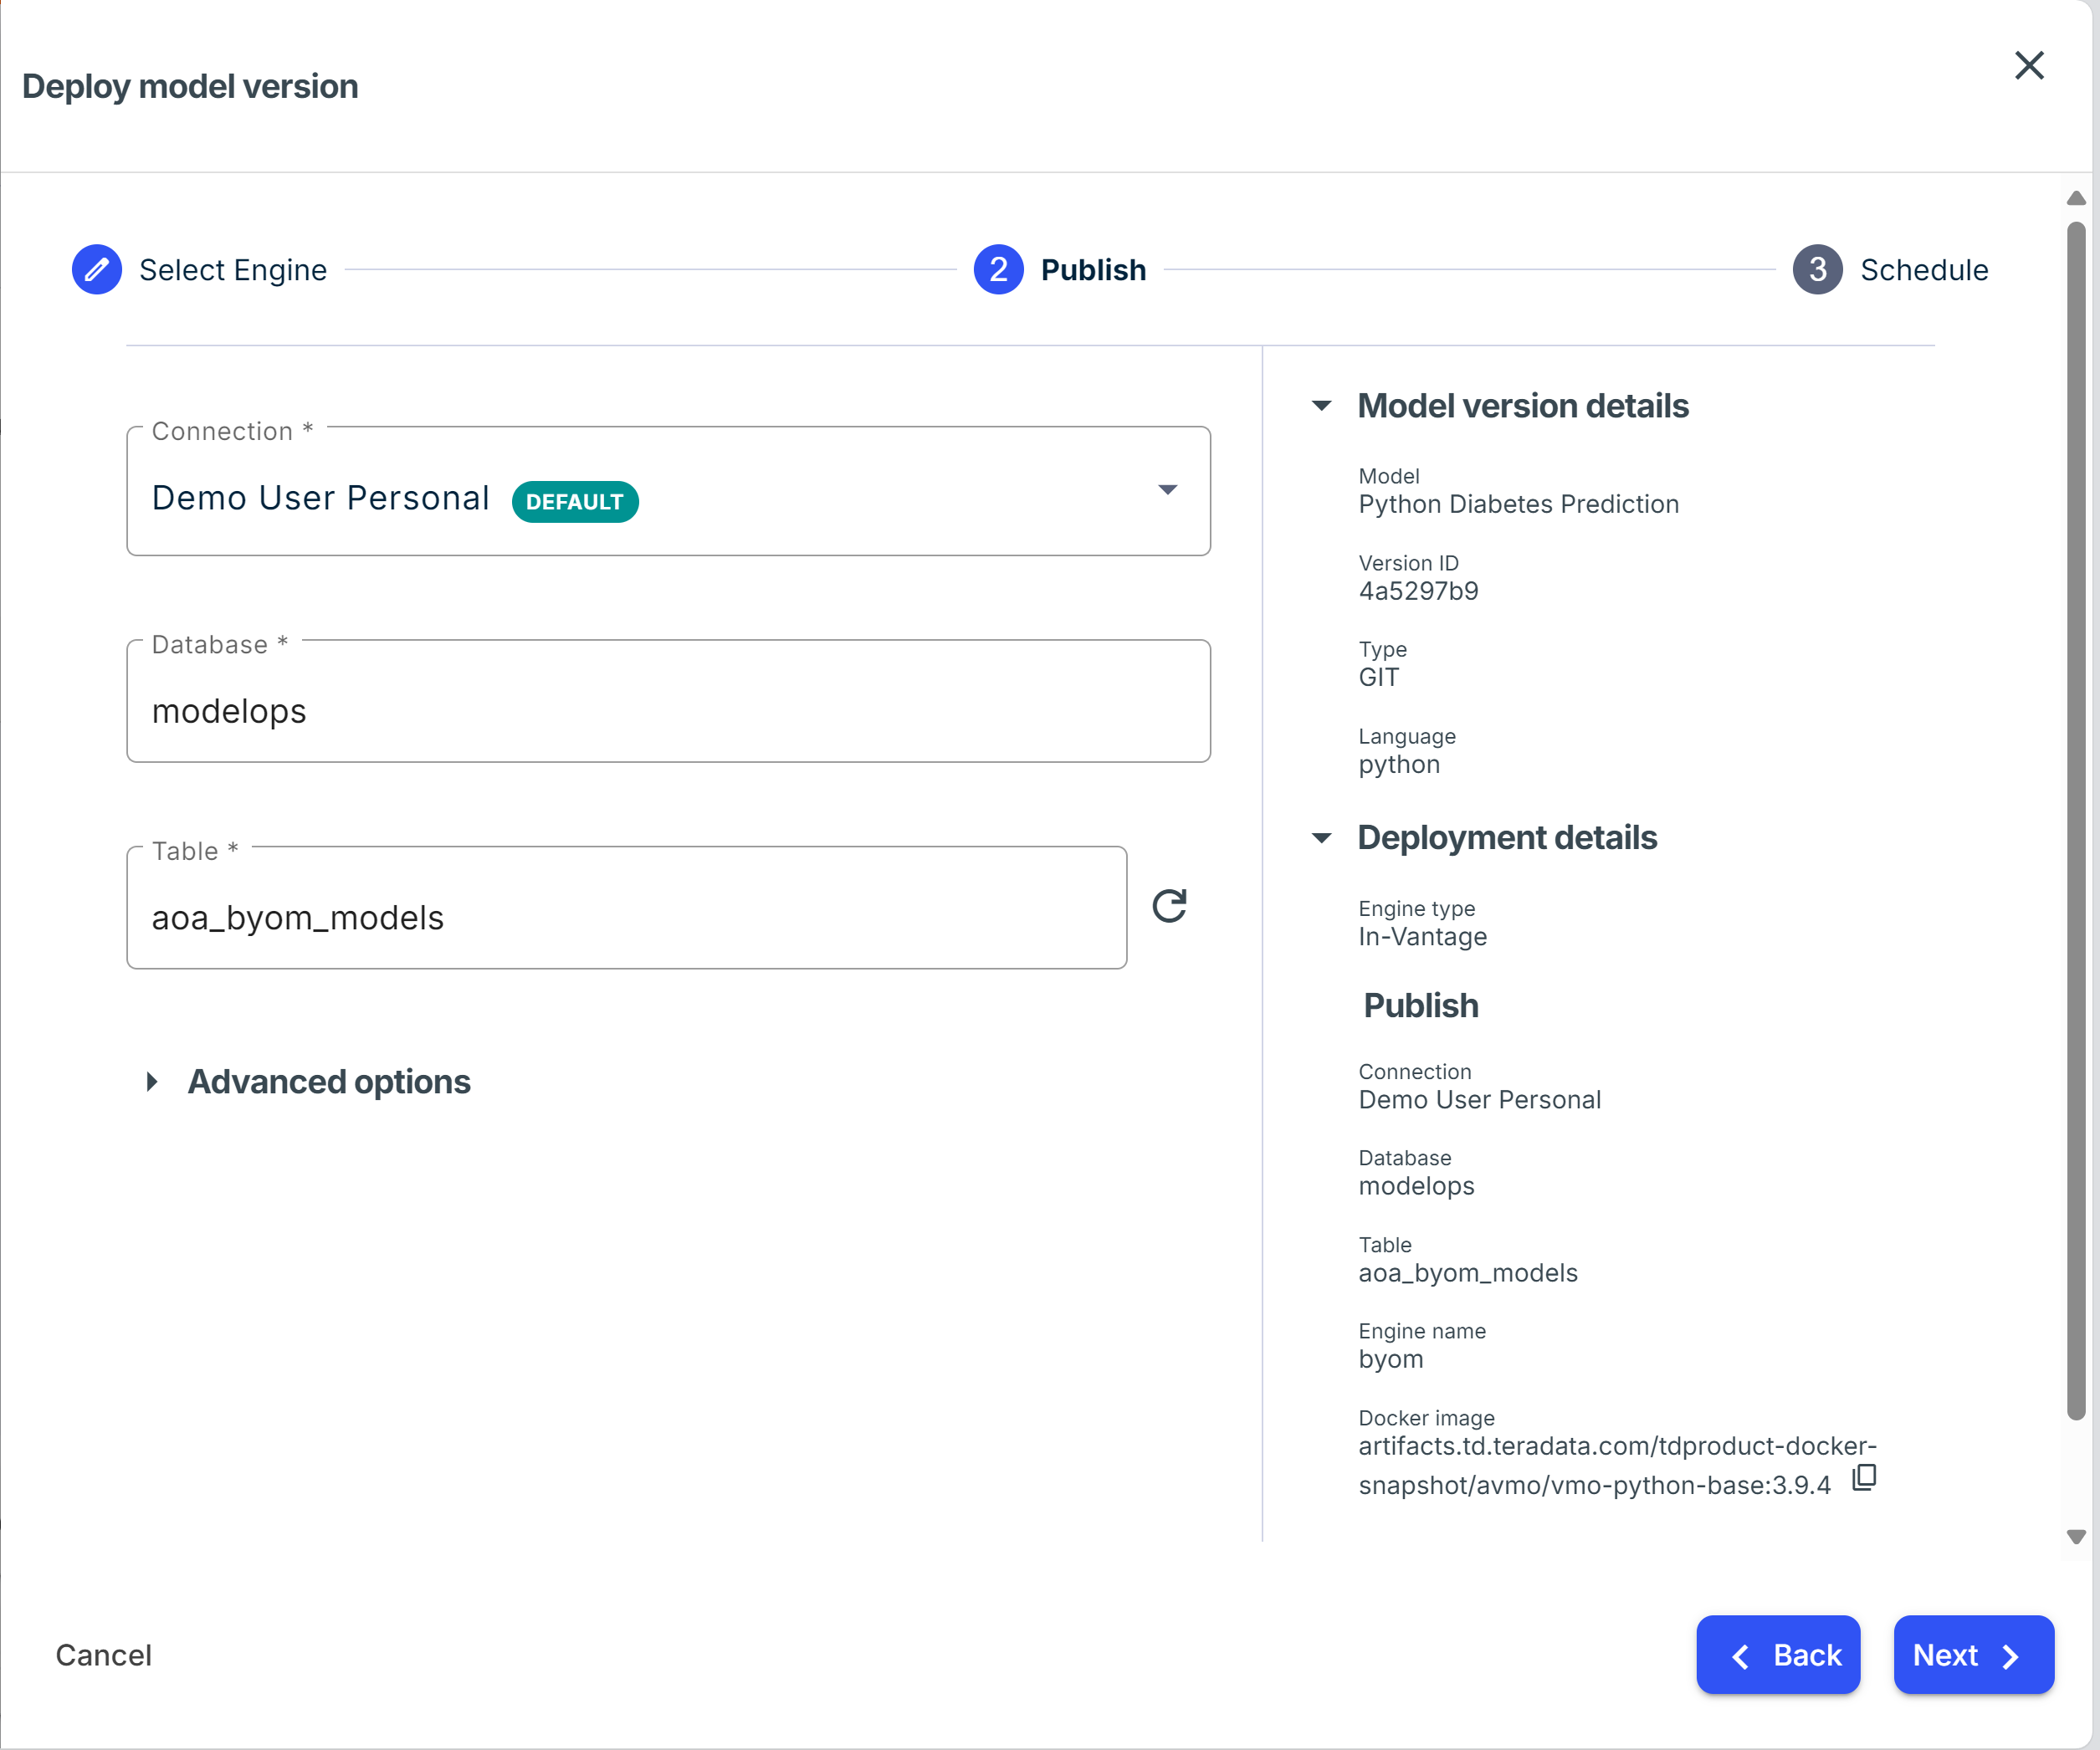 Deploy model version
Select Engine
2 Publish
3 Schedule
Connection *
Demo User Personal DEFAULT
Database *
modelops
Table *
aoa_byom_models
Advanced options
Model version details
Model
Python Diabetes Prediction
Version ID
4a5297b9
Type
GIT
Language
python
Deployment details
Engine type
In-Vantage
Publish
Connection
Demo User Personal
Database
modelops
Table
aoa_byom_models
Engine name
byom
Docker image
artifacts.td.teradata.com/tdproduct-docker-
snapshot/avmo/vmo-python-base:3.9.4
Cancel
Back
Next